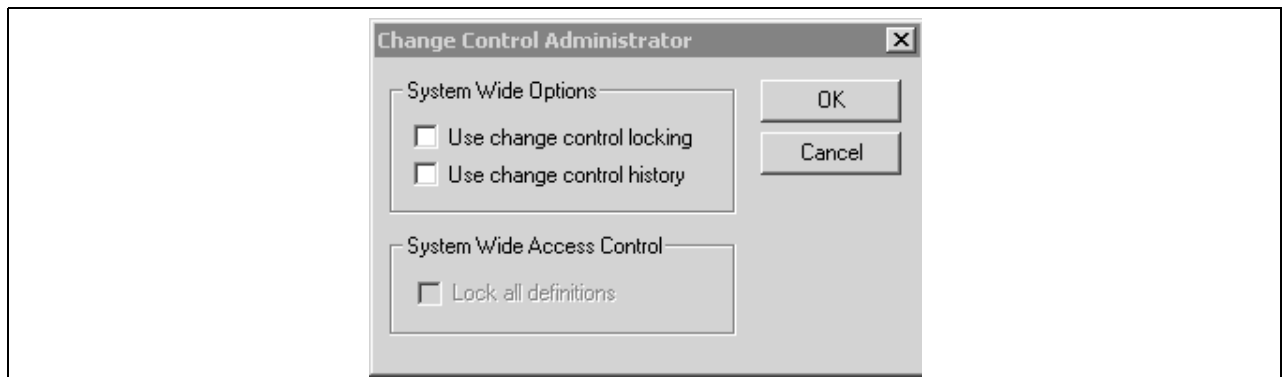 Change Control Administrator
System Wide Options
Use change control locking
Use change control history
OK
Cancel
System Wide Access Control
Lock all definitions